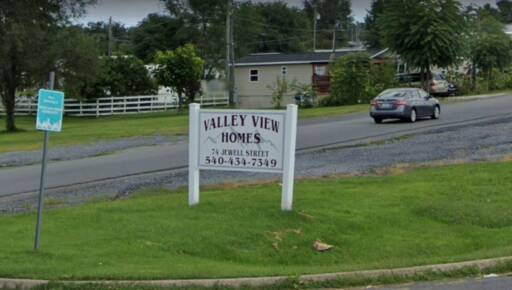 VALLEY VIEW
HOMES
74 JEWELL STREET
540-434-7349